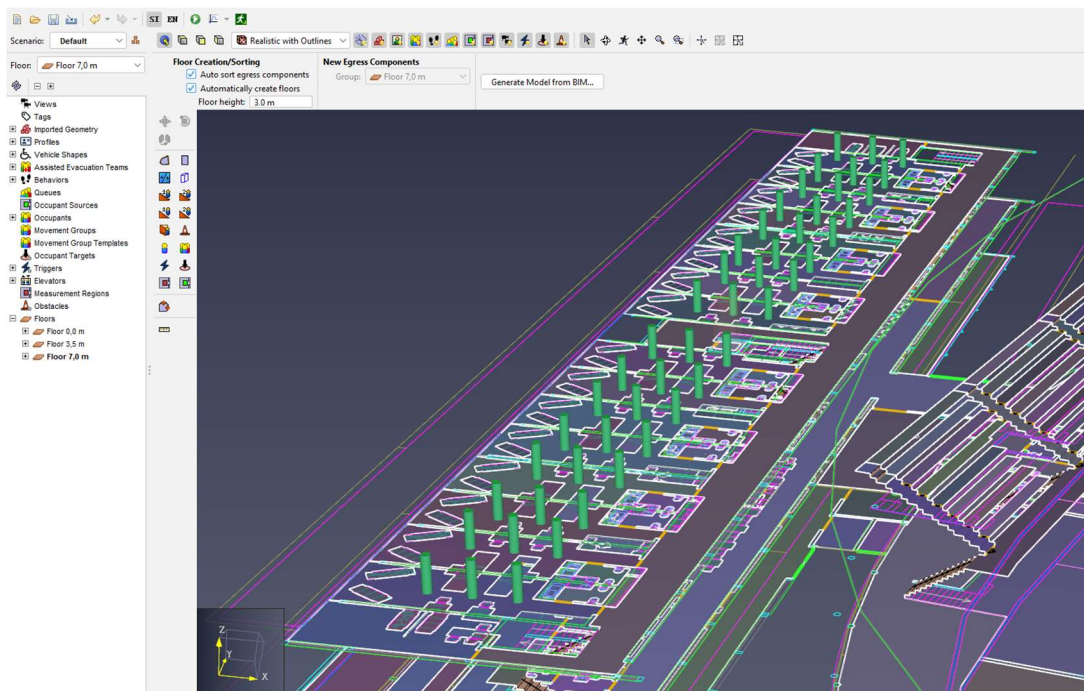 SI EN
Scenario: Default
Realistic with Outlines
Floor: Floor 7,0 m
Floor Creation/Sorting
Auto sort egress components
Automatically create floors
Floor height: 3.0 m
New Egress Components
Group: Floor 7,0 m
Generate Model from BIM...
Views
Tags
Imported Geometry
Profiles
Vehicle Shapes
Assisted Evacuation Teams
Behaviors
Queues
Occupant Sources
Occupants
Movement Groups
Movement Group Templates
Occupant Targets
Triggers
Elevators
Measurement Regions
Obstacles
Floors
Floor 0,0 m
Floor 3,5 m
Floor 7,0 m
Z
Y
X